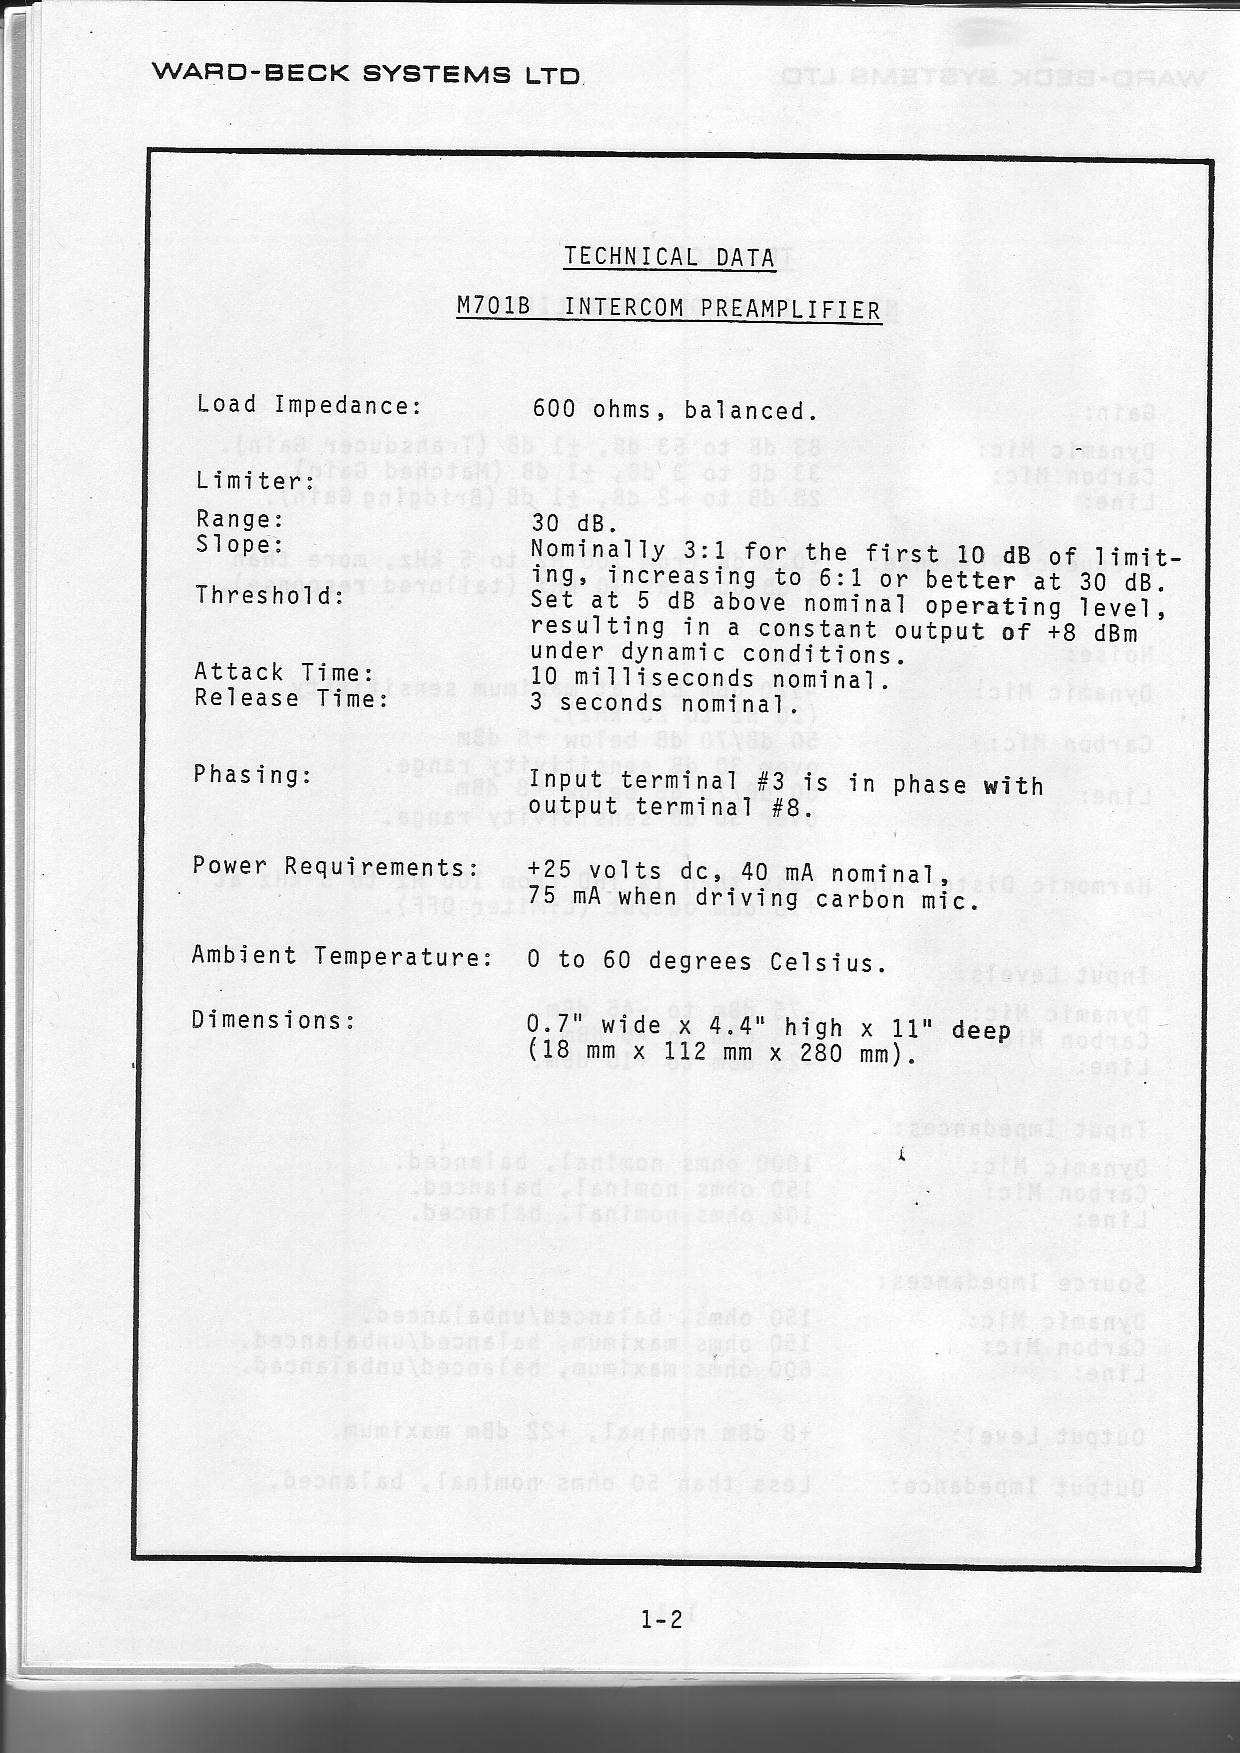 WARD-BECK SYSTEMS LTD.
TECHNICAL DATA
M701B INTERCOM PREAMPLIFIER
Load Impedance: 600 ohms, balanced.
Limiter:
Range: 30 dB.
Slope: Nominally 3:1 for the first 10 dB of limit-
ing, increasing to 6:1 or better at 30 dB.
Threshold: Set at 5 dB above nominal operating level,
resulting in a constant output of +8 dBm
under dynamic conditions.
Attack Time: 10 milliseconds nominal.
Release Time: 3 seconds nominal.
Phasing: Input terminal #3 is in phase with
output terminal #8.
Power Requirements: +25 volts dc, 40 mA nominal,
75 mA when driving carbon mic.
Ambient Temperature: 0 to 60 degrees Celsius.
Dimensions: 0.7" wide x 4.4" high x 11" deep
(18 mm x 112 mm x 280 mm).
1-2